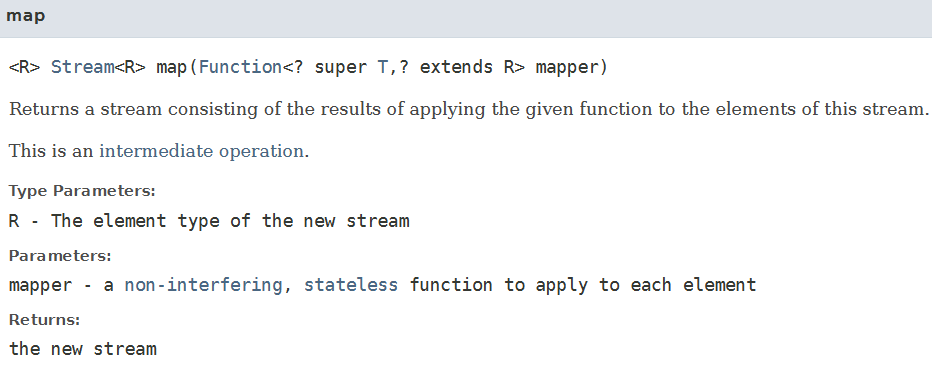 map
<R> Stream<R> map(Function<? super T,? extends R> mapper)
Returns a stream consisting of the results of applying the given function to the elements of this stream.
This is an intermediate operation.
Type Parameters:
R - The element type of the new stream
Parameters:
mapper - a non-interfering, stateless function to apply to each element
Returns:
the new stream